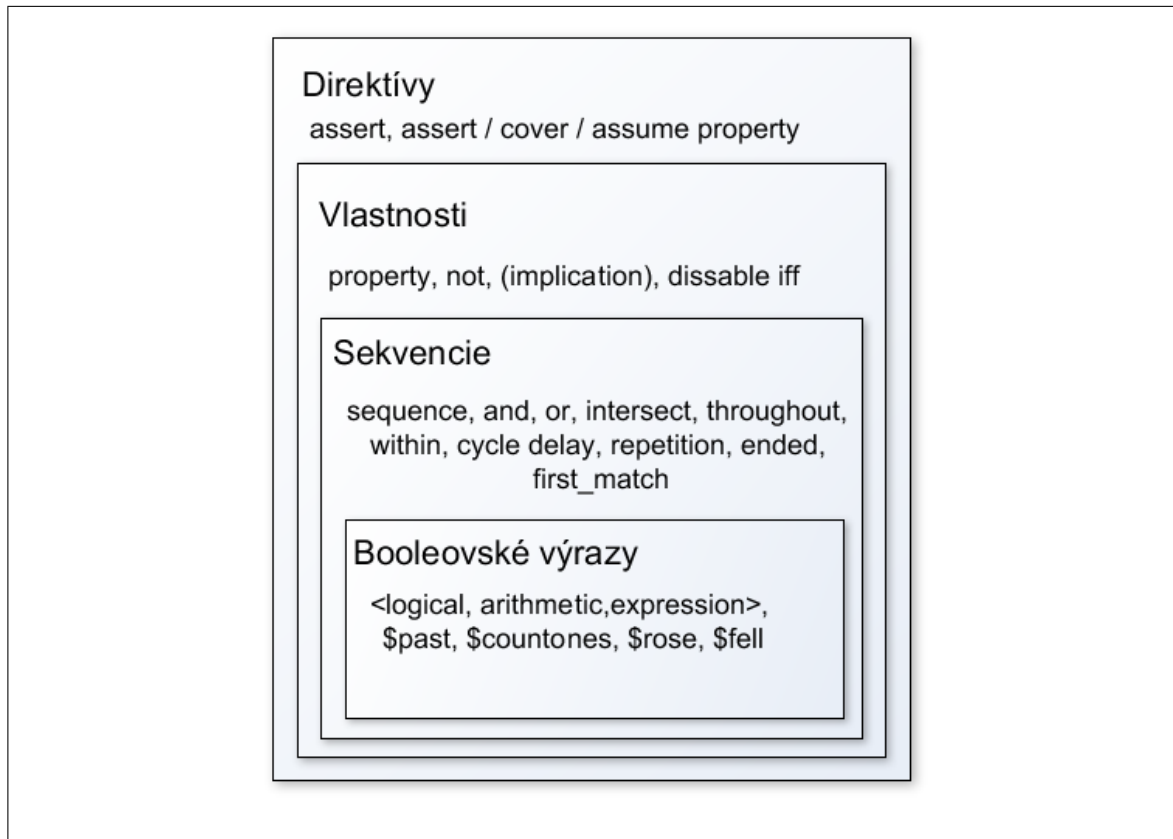 Direktívy
assert, assert / cover / assume property
Vlastnosti
property, not, (implication), dissable iff
Sekvencie
sequence, and, or, intersect, throughout,
within, cycle delay, repetition, ended,
first_match
Booleovské výrazy
<logical, arithmetic,expression>,
$past, $countones, $rose, $fell